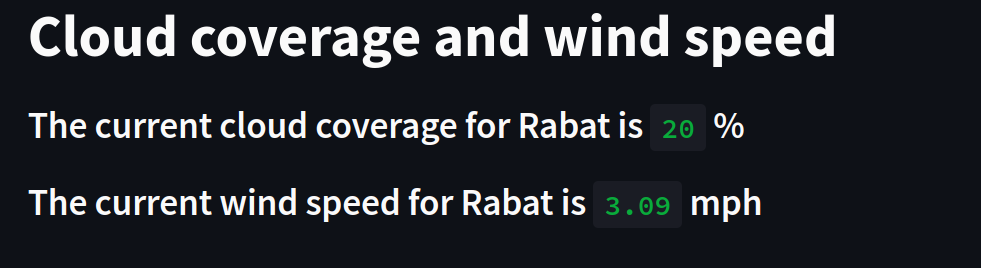 Cloud coverage and wind speed
The current cloud coverage for Rabat is 20 %
The current wind speed for Rabat is 3.09 mph